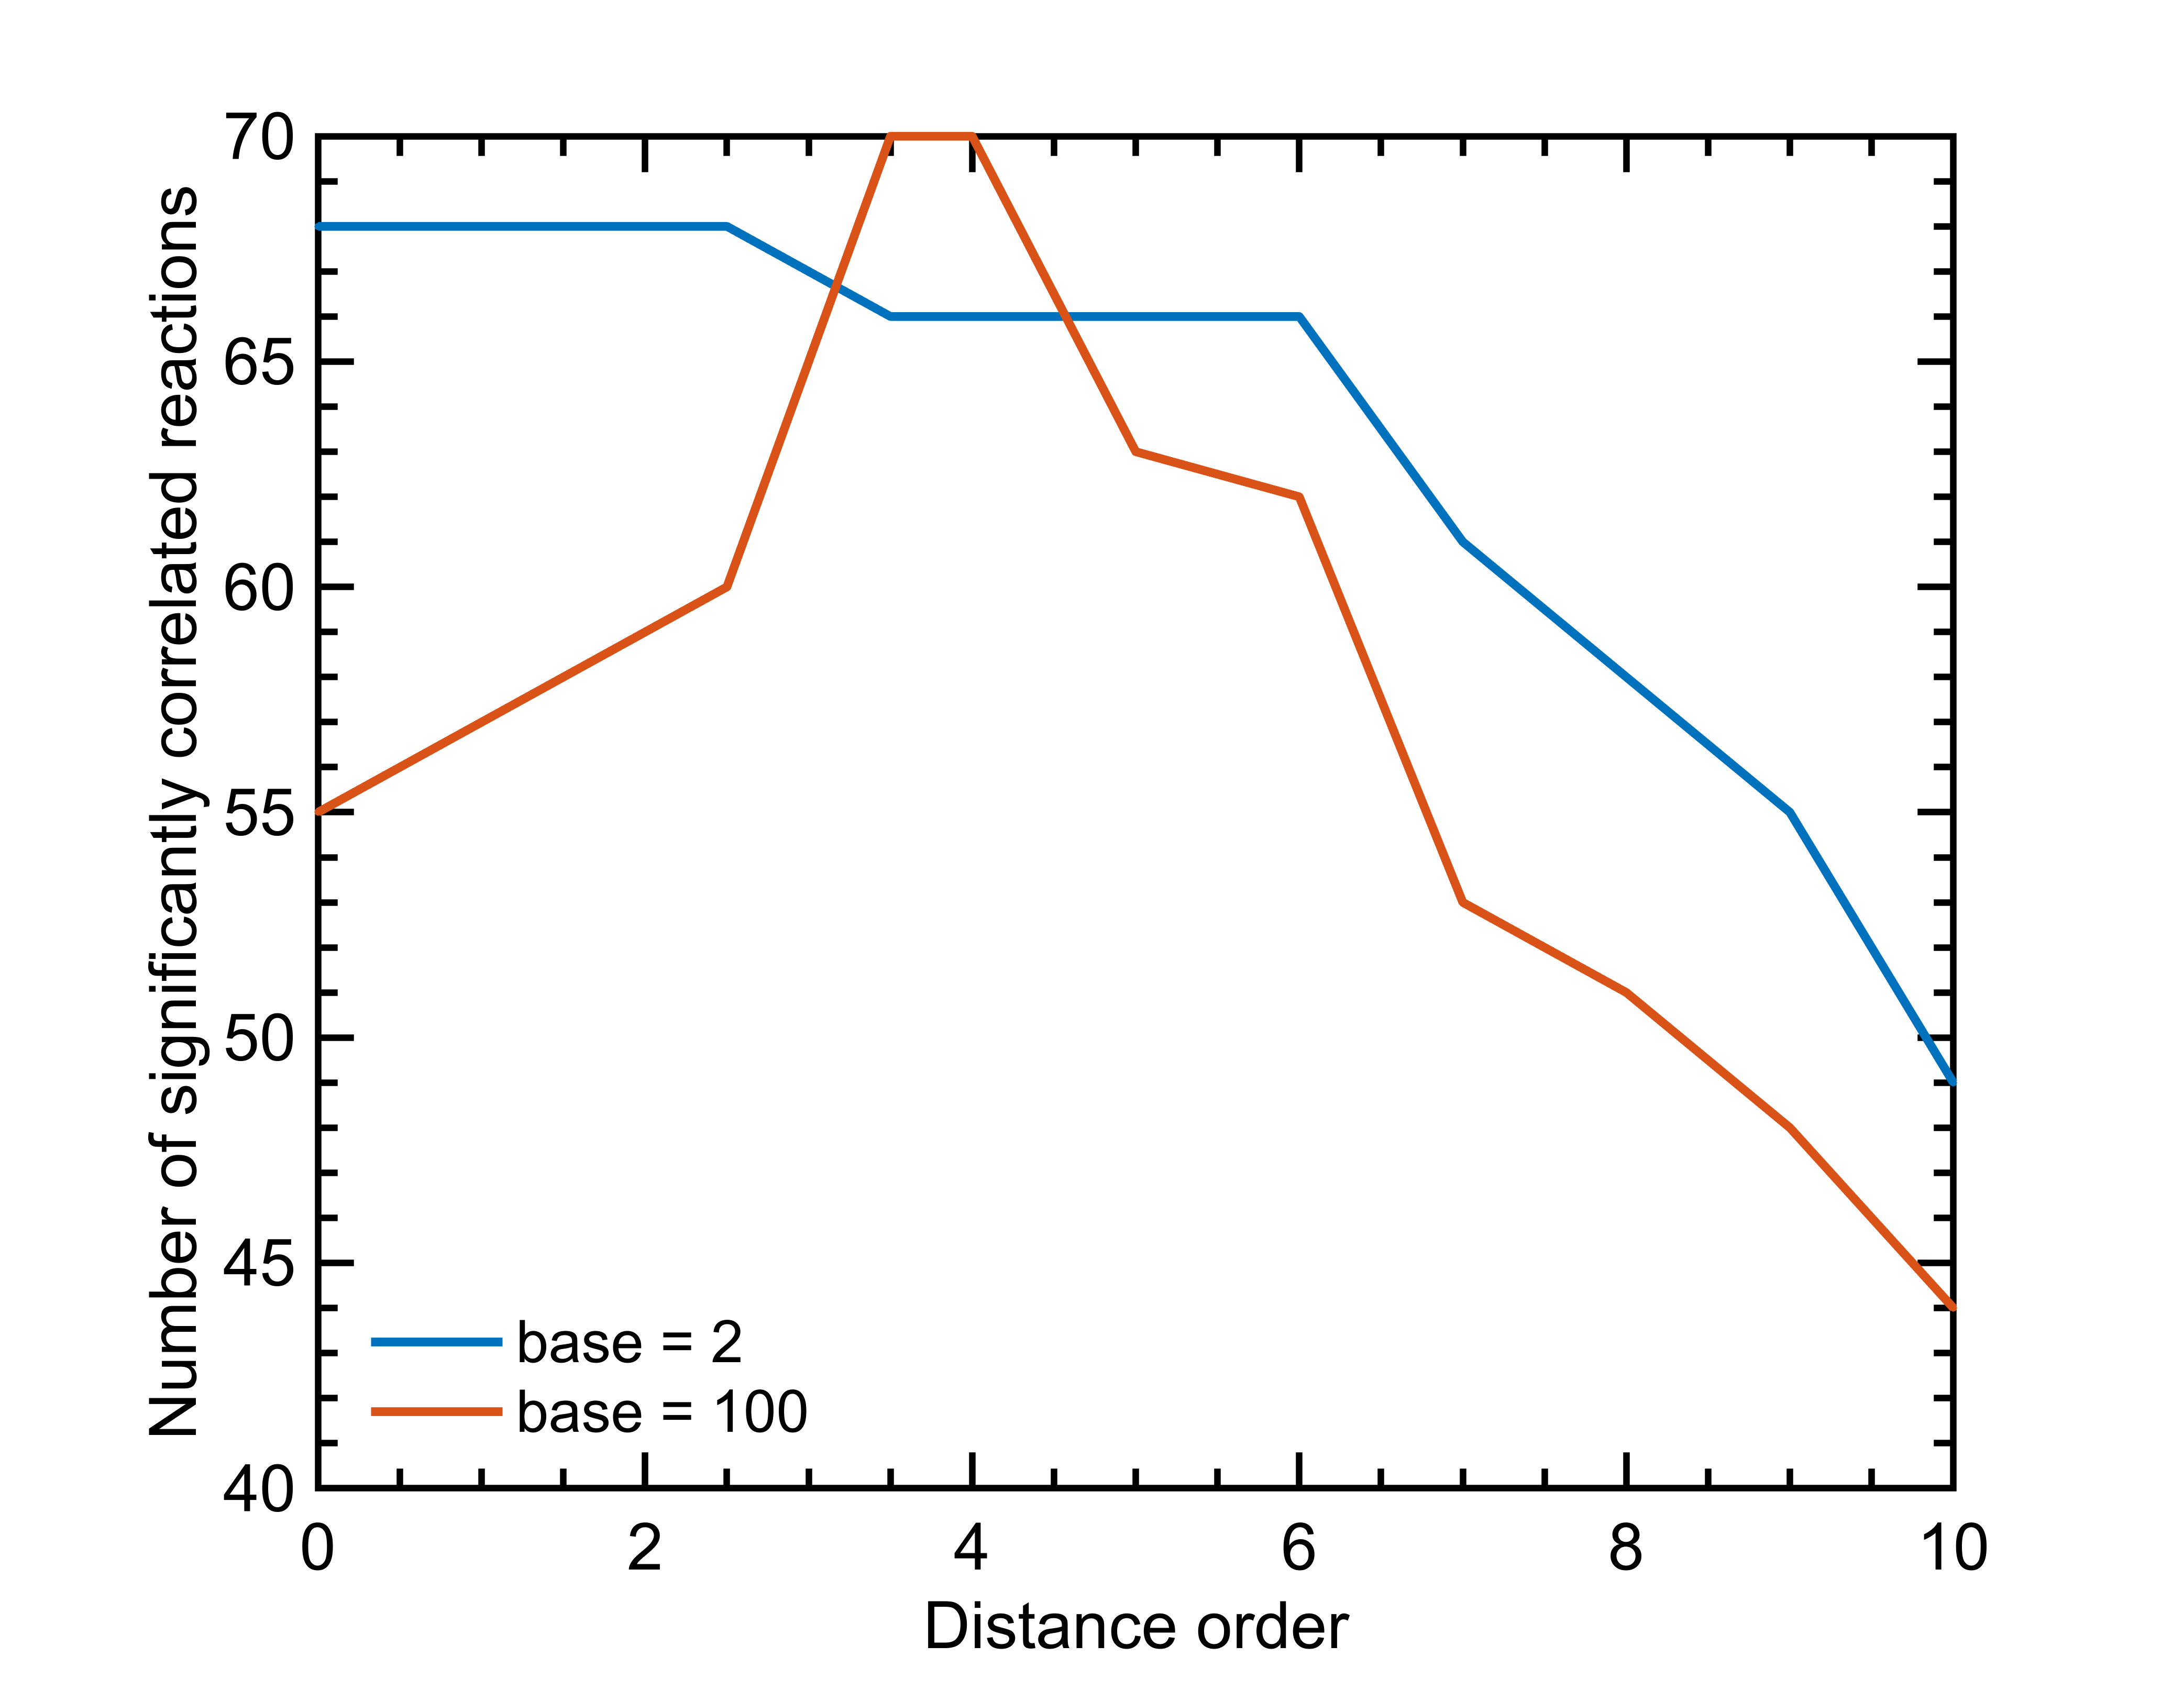 Number of significantly correlated reactions
70
65
60
55
50
45
40
base = 2
base = 100
0 2 4 6 8 10
Distance order